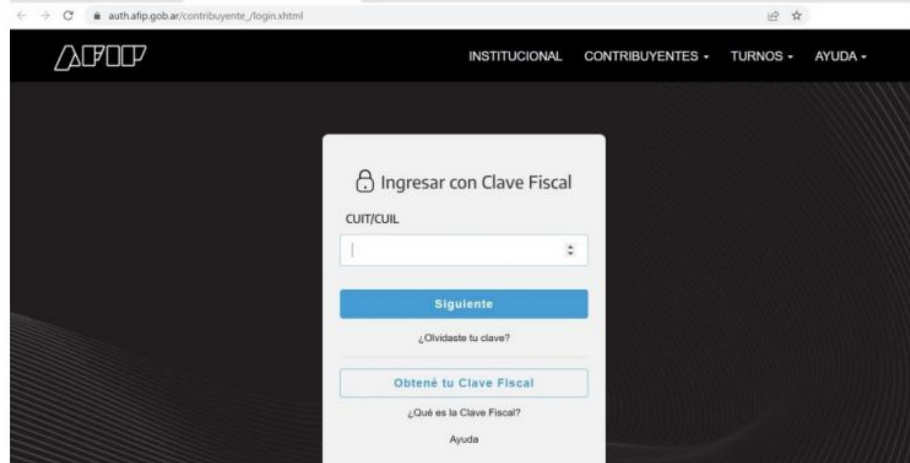 auth.afip.gob.ar/contribuyente_/login.xhtml
AFIP
INSTITUCIONAL CONTRIBUYENTES TURNOS AYUDA
Ingresar con Clave Fiscal
CUIT/CUIL
Siguiente
¿Olvidaste tu clave?
Obtené tu Clave Fiscal
¿Qué es la Clave Fiscal?
Ayuda